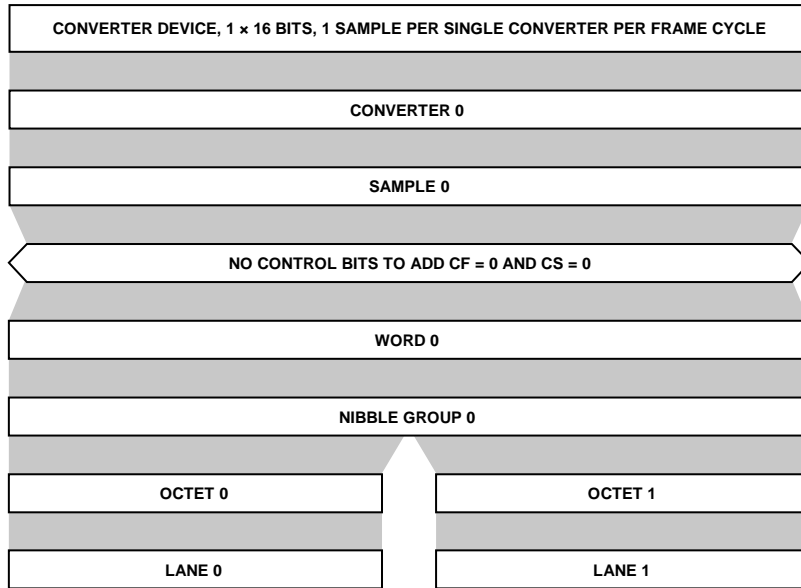 CONVERTER DEVICE, 1 × 16 BITS, 1 SAMPLE PER SINGLE CONVERTER PER FRAME CYCLE
CONVERTER 0
SAMPLE 0
NO CONTROL BITS TO ADD CF = 0 AND CS = 0
WORD 0
NIBBLE GROUP 0
OCTET 0 OCTET 1
LANE 0 LANE 1